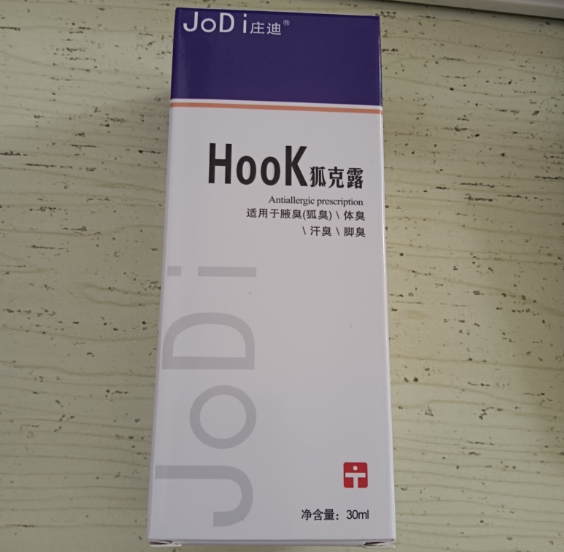 JoDi庄迪®
HooK狐克露
Antiallergic prescription
适用于腋臭(狐臭) \ 体臭
\ 汗臭 \ 脚臭
JoDi
净含量：30ml